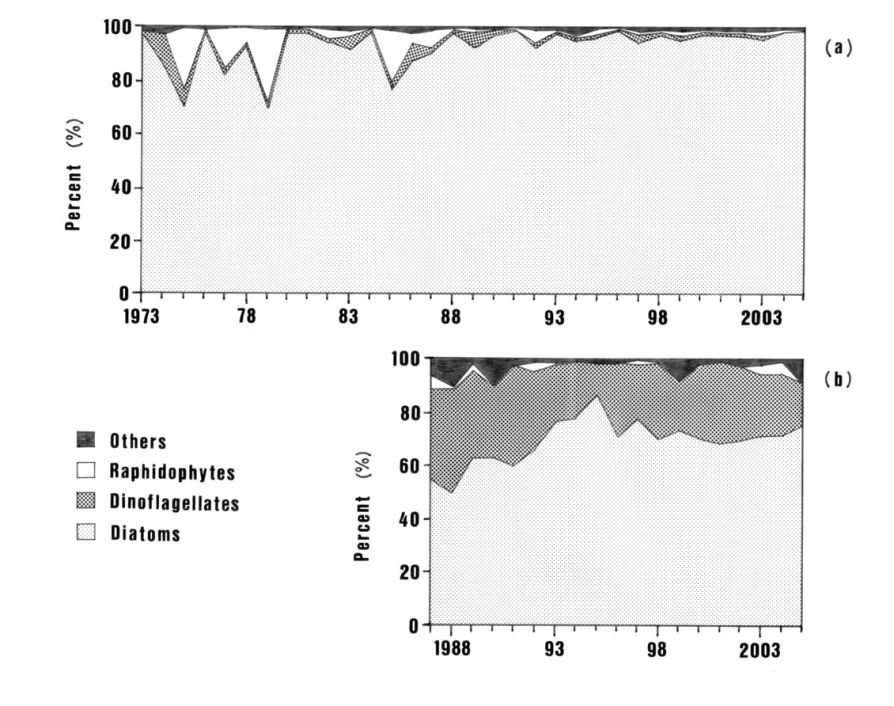 (a)
Percent (%)
100
80
60
40
20
0
1973 78 83 88 93 98 2003
(b)
Percent (%)
100
80
60
40
20
0
1988 93 98 2003
Others
Raphidophytes
Dinoflagellates
Diatoms